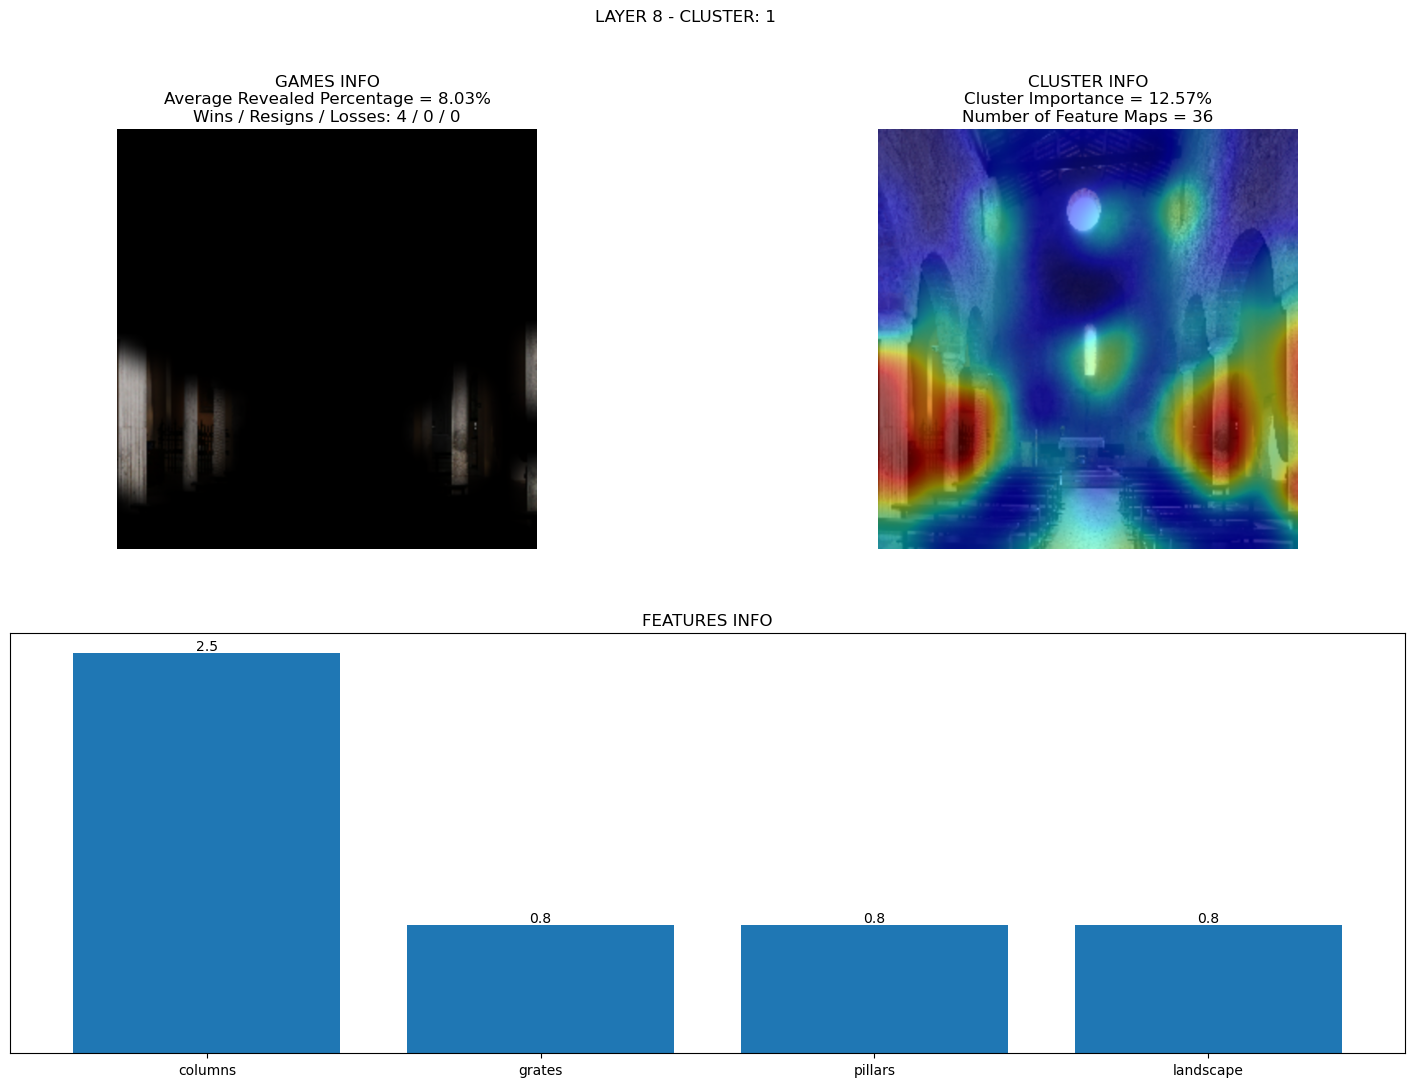 LAYER 8 - CLUSTER: 1
GAMES INFO
Average Revealed Percentage = 8.03%
Wins / Resigns / Losses: 4 / 0 / 0
CLUSTER INFO
Cluster Importance = 12.57%
Number of Feature Maps = 36
FEATURES INFO
2.5
0.8
0.8
0.8
columns
grates
pillars
landscape